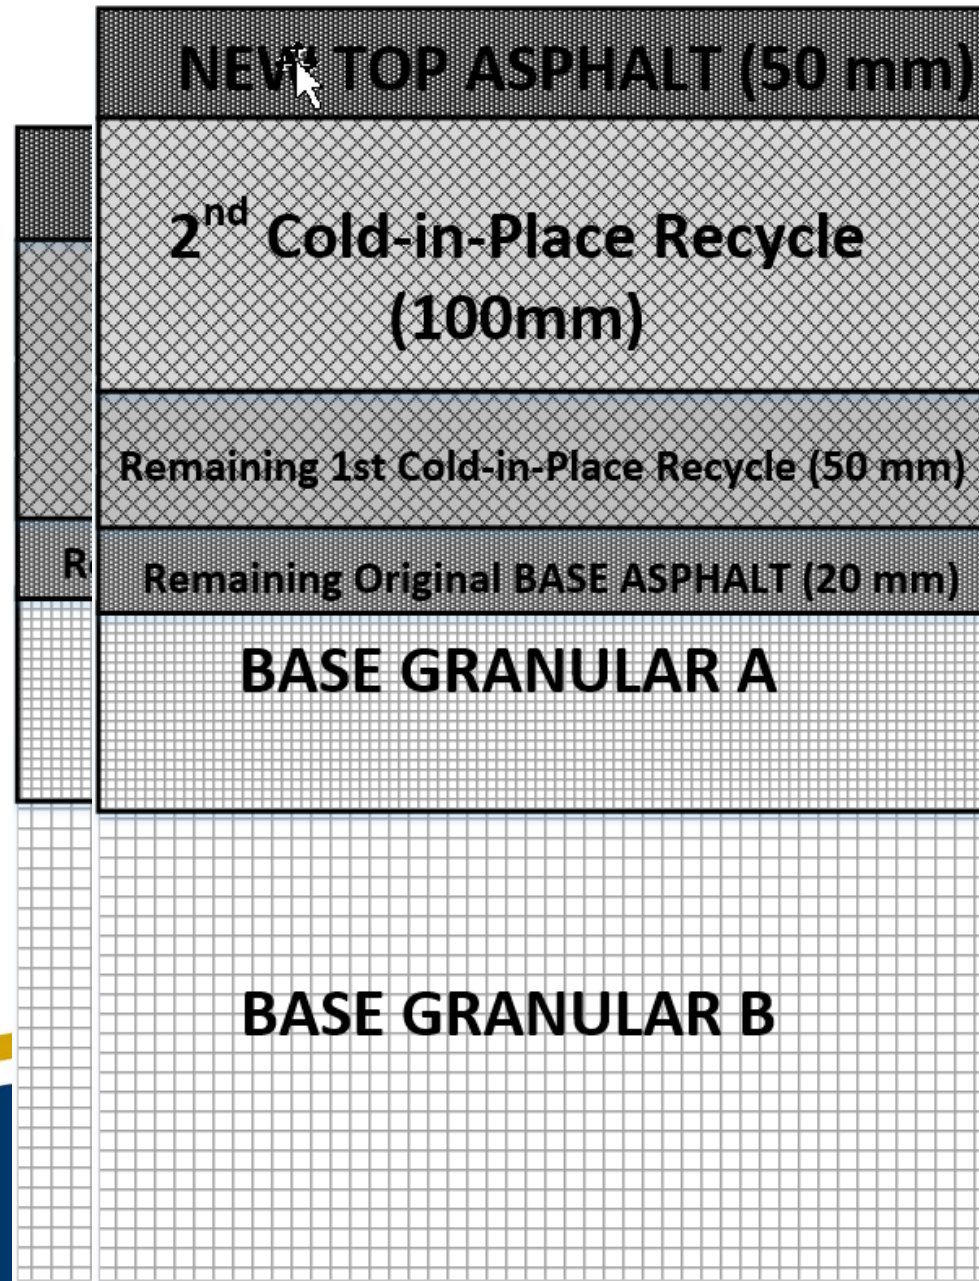 NEW TOP ASPHALT (50 mm)
2nd Cold-in-Place Recycle
(100mm)
Remaining 1st Cold-in-Place Recycle (50 mm)
Remaining Original BASE ASPHALT (20 mm)
BASE GRANULAR A
BASE GRANULAR B